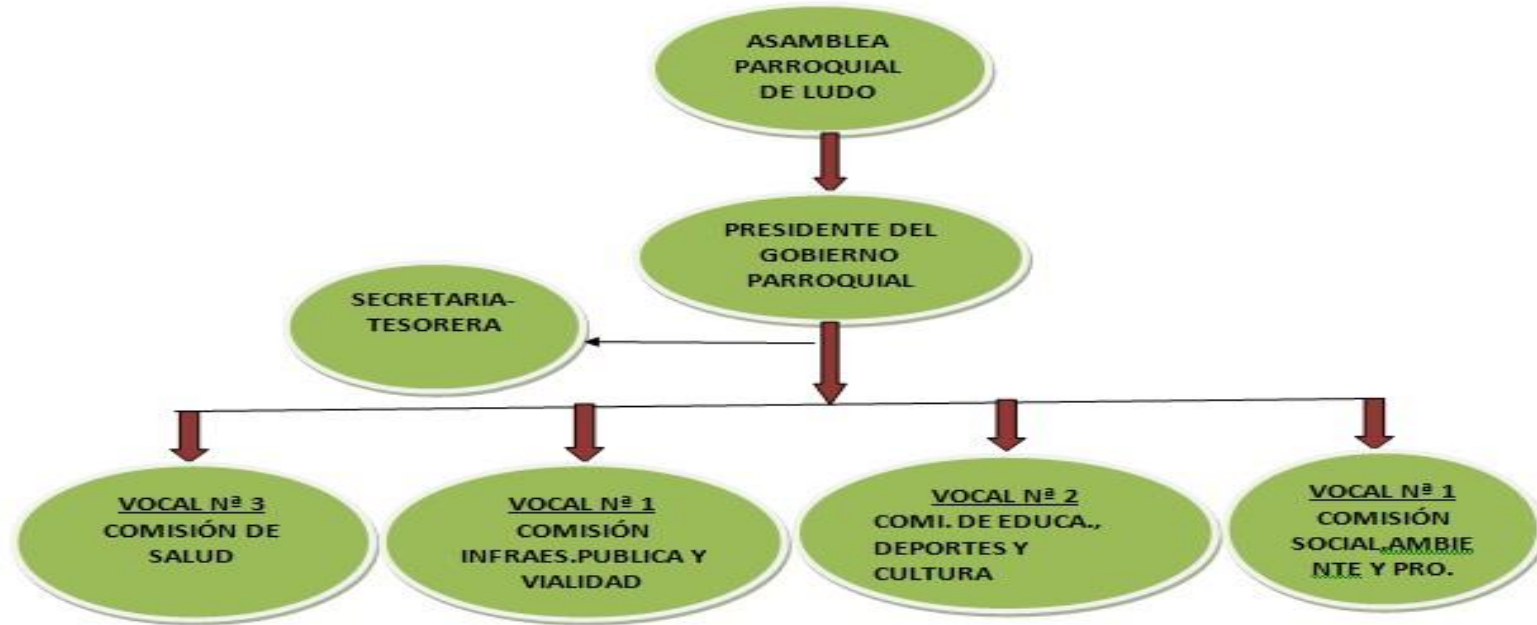 ASAMBLEA
PARROQUIAL
DE LUDO
PRESIDENTE DEL
GOBIERNO
PARROQUIAL
SECRETARIA-
TESORERA
VOCAL Nª 3
COMISIÓN DE
SALUD
VOCAL Nª 1
COMISIÓN
INFRAES.PUBLICA Y
VIALIDAD
VOCAL Nª 2
COMI. DE EDUCA.,
DEPORTES Y
CULTURA
VOCAL Nª 1
COMISIÓN
SOCIAL,AMBIE
NTE Y PRO.